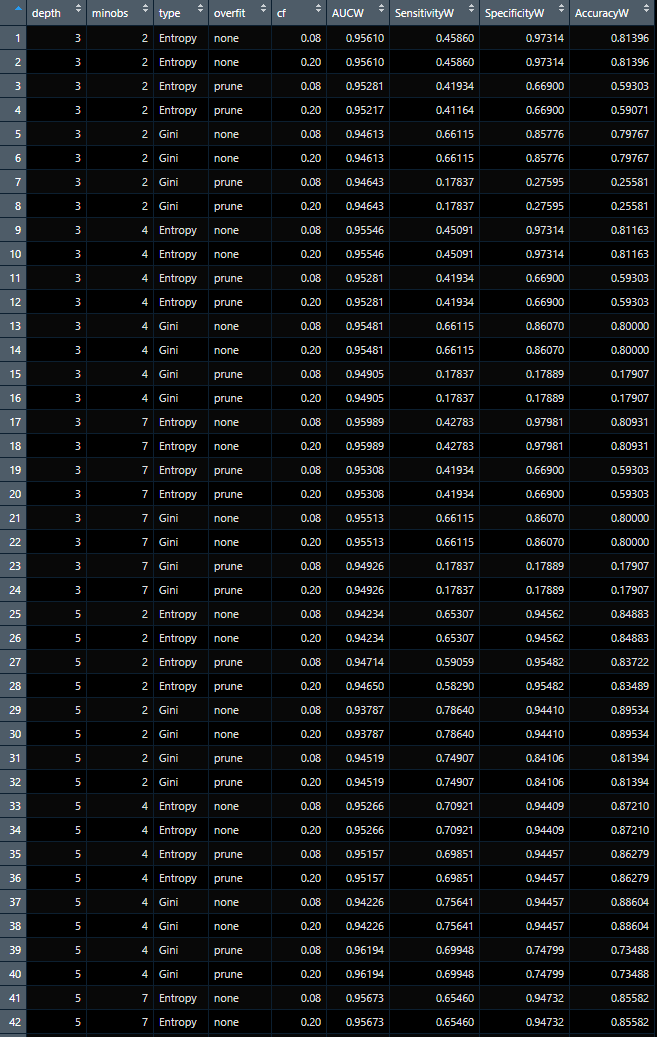 depth minobs type overfit cf AUCW SensitivityW SpecificityW AccuracyW
1 3 2 Entropy none 0.08 0.95610 0.45860 0.97314 0.81396
2 3 2 Entropy none 0.20 0.95610 0.45860 0.97314 0.81396
3 3 2 Entropy prune 0.08 0.95281 0.41934 0.66900 0.59303
4 3 2 Entropy prune 0.20 0.95217 0.41164 0.66900 0.59071
5 3 2 Gini none 0.08 0.94613 0.66115 0.85776 0.79767
6 3 2 Gini none 0.20 0.94613 0.66115 0.85776 0.79767
7 3 2 Gini prune 0.08 0.94643 0.17837 0.27595 0.25581
8 3 2 Gini prune 0.20 0.94643 0.17837 0.27595 0.25581
9 3 4 Entropy none 0.08 0.95546 0.45091 0.97314 0.81163
10 3 4 Entropy none 0.20 0.95546 0.45091 0.97314 0.81163
11 3 4 Entropy prune 0.08 0.95281 0.41934 0.66900 0.59303
12 3 4 Entropy prune 0.20 0.95281 0.41934 0.66900 0.59303
13 3 4 Gini none 0.08 0.95481 0.66115 0.86070 0.80000
14 3 4 Gini none 0.20 0.95481 0.66115 0.86070 0.80000
15 3 4 Gini prune 0.08 0.94905 0.17837 0.17889 0.17907
16 3 4 Gini prune 0.20 0.94905 0.17837 0.17889 0.17907
17 3 7 Entropy none 0.08 0.95989 0.42783 0.97981 0.80931
18 3 7 Entropy none 0.20 0.95989 0.42783 0.97981 0.80931
19 3 7 Entropy prune 0.08 0.95308 0.41934 0.66900 0.59303
20 3 7 Entropy prune 0.20 0.95308 0.41934 0.66900 0.59303
21 3 7 Gini none 0.08 0.95513 0.66115 0.86070 0.80000
22 3 7 Gini none 0.20 0.95513 0.66115 0.86070 0.80000
23 3 7 Gini prune 0.08 0.94926 0.17837 0.17889 0.17907
24 3 7 Gini prune 0.20 0.94926 0.17837 0.17889 0.17907
25 5 2 Entropy none 0.08 0.94234 0.65307 0.94562 0.84883
26 5 2 Entropy none 0.20 0.94234 0.65307 0.94562 0.84883
27 5 2 Entropy prune 0.08 0.94714 0.59059 0.95482 0.83722
28 5 2 Entropy prune 0.20 0.94650 0.58290 0.95482 0.83489
29 5 2 Gini none 0.08 0.93787 0.78640 0.94410 0.89534
30 5 2 Gini none 0.20 0.93787 0.78640 0.94410 0.89534
31 5 2 Gini prune 0.08 0.94519 0.74907 0.84106 0.81394
32 5 2 Gini prune 0.20 0.94519 0.74907 0.84106 0.81394
33 5 4 Entropy none 0.08 0.95266 0.70921 0.94409 0.87210
34 5 4 Entropy none 0.20 0.95266 0.70921 0.94409 0.87210
35 5 4 Entropy prune 0.08 0.95157 0.69851 0.94457 0.86279
36 5 4 Entropy prune 0.20 0.95157 0.69851 0.94457 0.86279
37 5 4 Gini none 0.08 0.94226 0.75641 0.94457 0.88604
38 5 4 Gini none 0.20 0.94226 0.75641 0.94457 0.88604
39 5 4 Gini prune 0.08 0.96194 0.69948 0.74799 0.73488
40 5 4 Gini prune 0.20 0.96194 0.69948 0.74799 0.73488
41 5 7 Entropy none 0.08 0.95673 0.65460 0.94732 0.85582
42 5 7 Entropy none 0.20 0.95673 0.65460 0.94732 0.85582